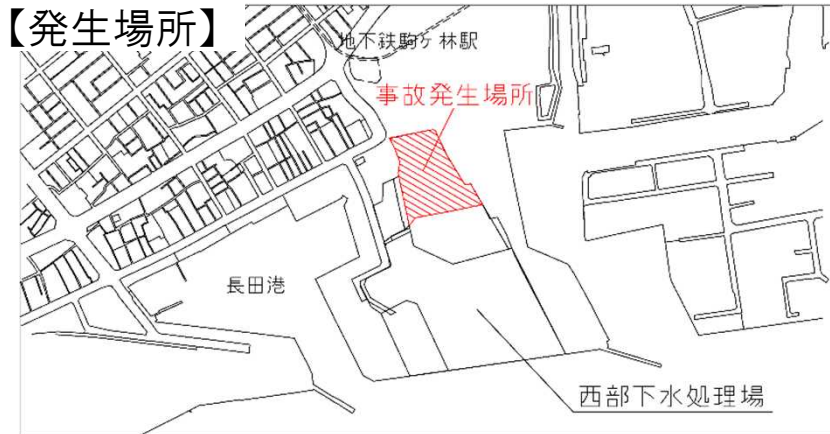 【発生場所】
地下鉄駒ヶ林駅
事故発生場所
長田港
西部下水処理場